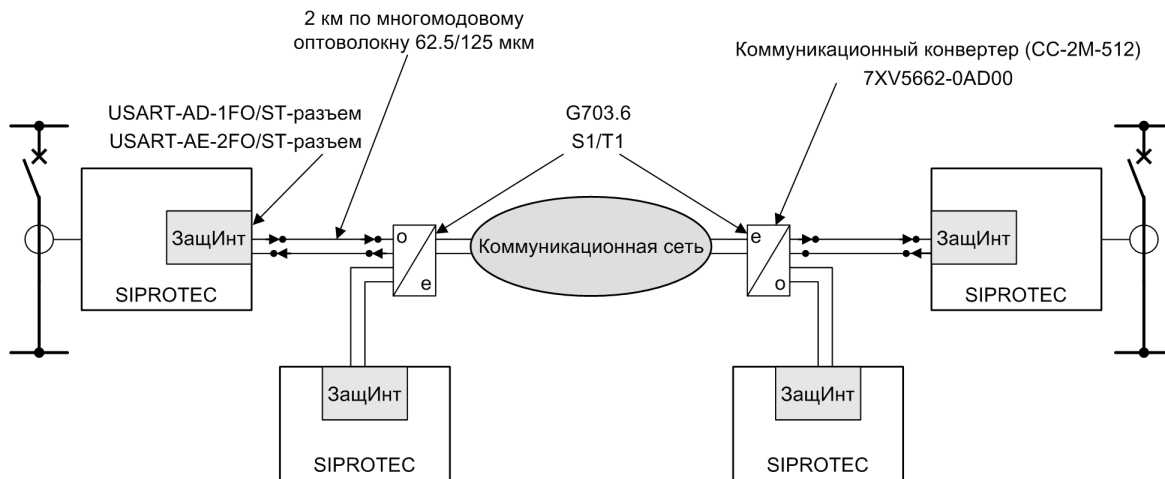 2 км по многомодовому
оптоволокну 62.5/125 мкм
Коммуникационный конвертер (CC-2M-512)
7XV5662-0AD00
USART-AD-1FO/ST-разъем
USART-AE-2FO/ST-разъем
G703.6
S1/T1
ЗащИнт
SIPROTEC
o
e
Коммуникационная сеть
e
o
ЗащИнт
SIPROTEC
ЗащИнт
SIPROTEC
ЗащИнт
SIPROTEC